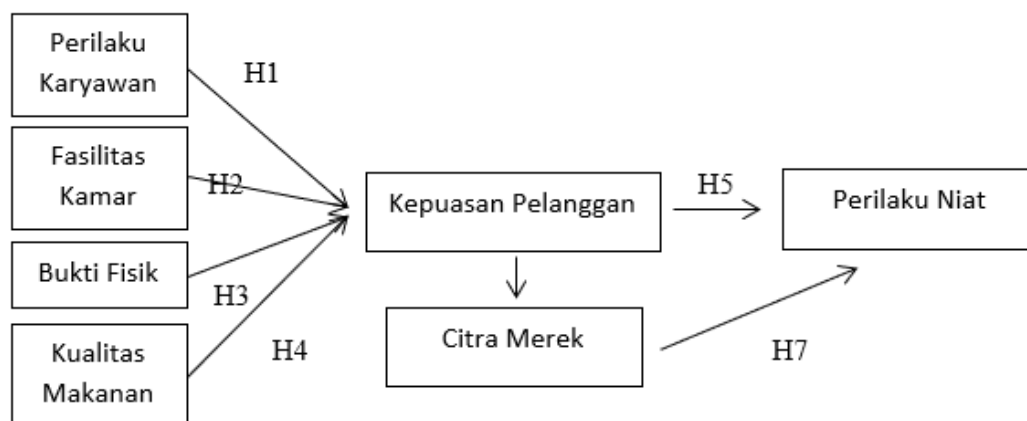 Perilaku
Karyawan
H1
Fasilitas
Kamar
H2
Kepuasan Pelanggan
H5
Perilaku Niat
Bukti Fisik
H3
Citra Merek
H7
Kualitas
Makanan
H4